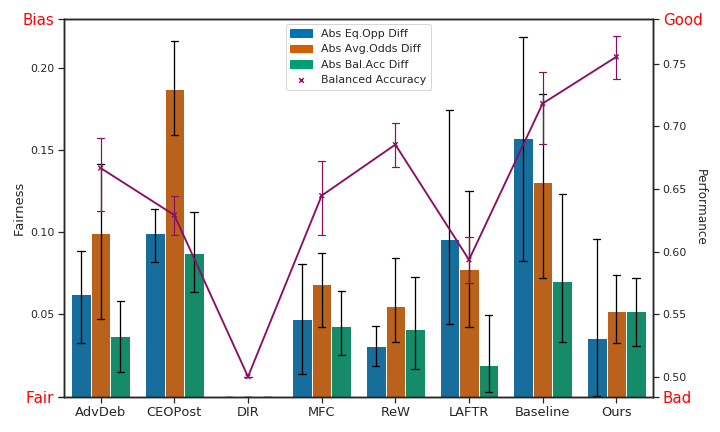 Bias
Good
Abs Eq.Opp Diff
Abs Avg.Odds Diff
Abs Bal.Acc Diff
Balanced Accuracy
0.20
0.15
0.10
0.05
Fairness
0.75
0.70
0.65
0.60
0.55
0.50
Performance
Fair
Bad
AdvDeb CEOPost DIR MFC ReW LAFTR Baseline Ours